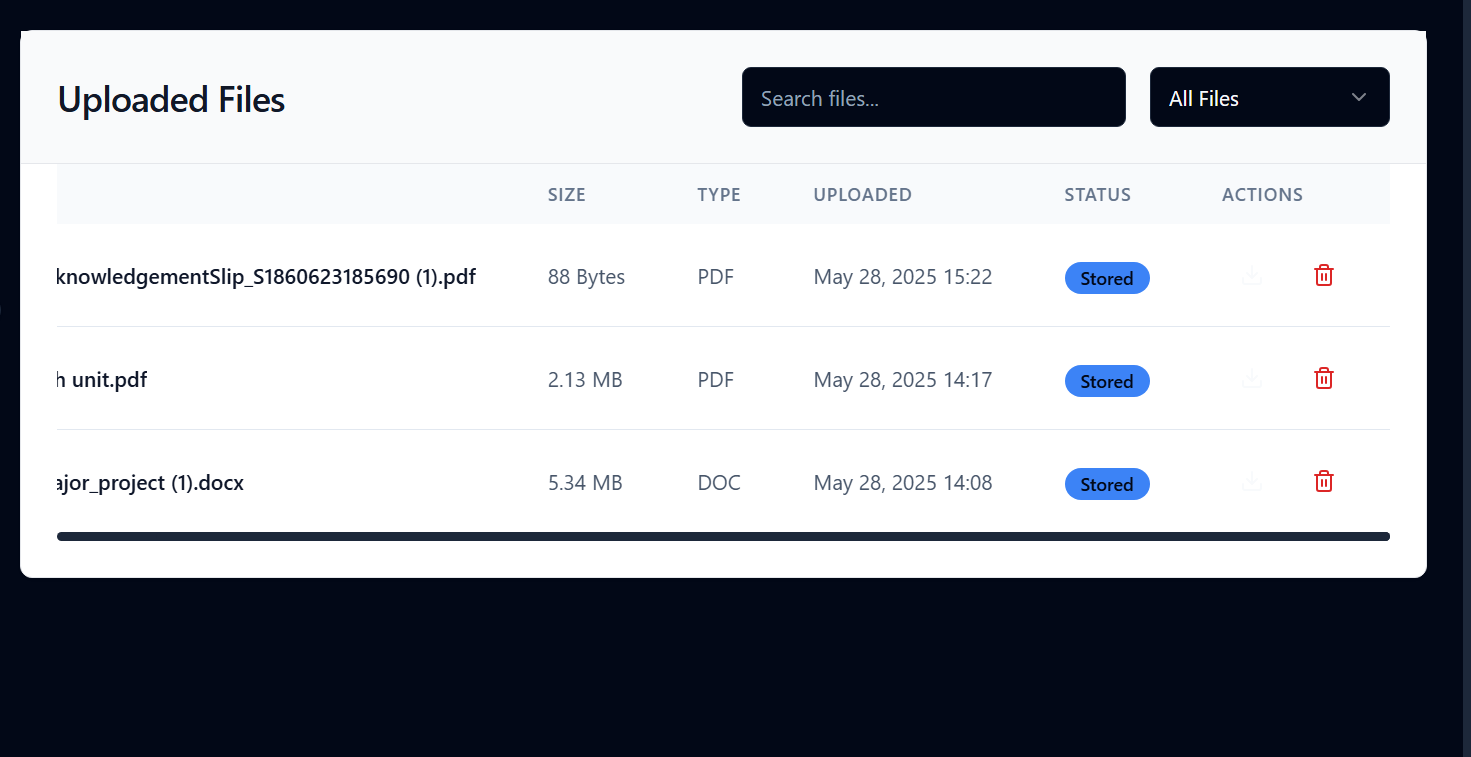 Uploaded Files
Search files...
All Files
SIZE TYPE UPLOADED STATUS ACTIONS
knowledgementSlip_S1860623185690 (1).pdf 88 Bytes PDF May 28, 2025 15:22 Stored
h unit.pdf 2.13 MB PDF May 28, 2025 14:17 Stored
ajor_project (1).docx 5.34 MB DOC May 28, 2025 14:08 Stored